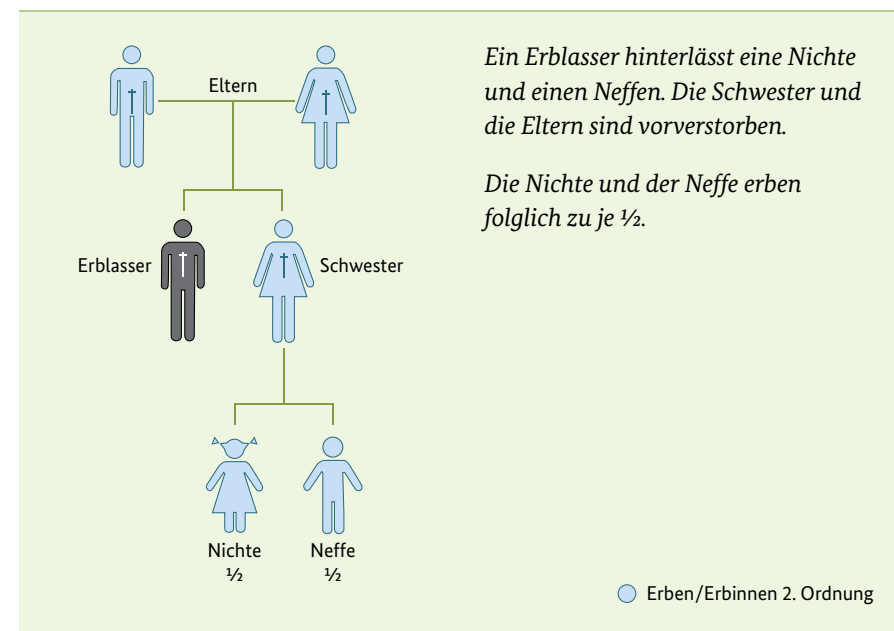 Eltern
Ein Erblasser hinterlässt eine Nichte
und einen Neffen. Die Schwester und
die Eltern sind vorverstorben.
Die Nichte und der Neffe erben
folglich zu je ½.
Erblasser
Schwester
Nichte
½
Neffe
½
Erben/Erbinnen 2. Ordnung